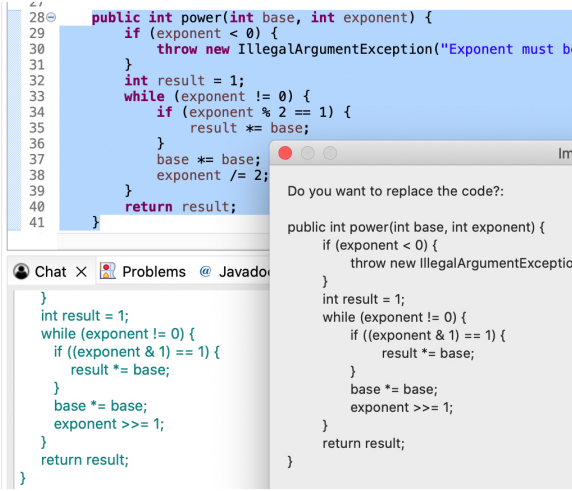 27
28 public int power(int base, int exponent) {
29 if (exponent < 0) {
30 throw new IllegalArgumentException("Exponent must b
31 }
32 int result = 1;
33 while (exponent != 0) {
34 if (exponent % 2 == 1) {
35 result *= base;
36 }
37 base *= base;
38 exponent /= 2;
39 }
40 return result;
41 }
Chat
Problems
@ Javado
}
int result = 1;
while (exponent != 0) {
if ((exponent & 1) == 1) {
result *= base;
}
base *= base;
exponent >>= 1;
}
return result;
}
Im
Do you want to replace the code?:
public int power(int base, int exponent) {
if (exponent < 0) {
throw new IllegalArgumentExceptio
}
int result = 1;
while (exponent != 0) {
if ((exponent & 1) == 1) {
result *= base;
}
base *= base;
exponent >>= 1;
}
return result;
}